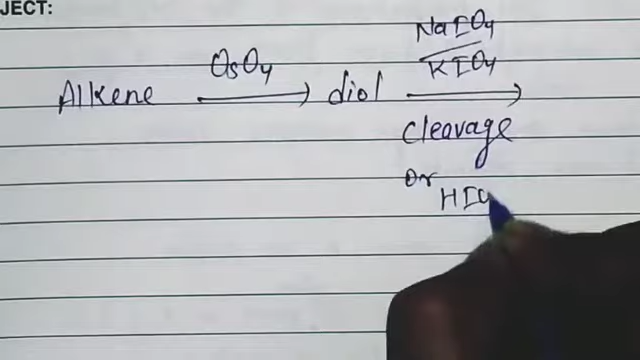 JECT:
NaIO4
OsO4 KIO4
Alkene diol
Cleavage
Or
HIO